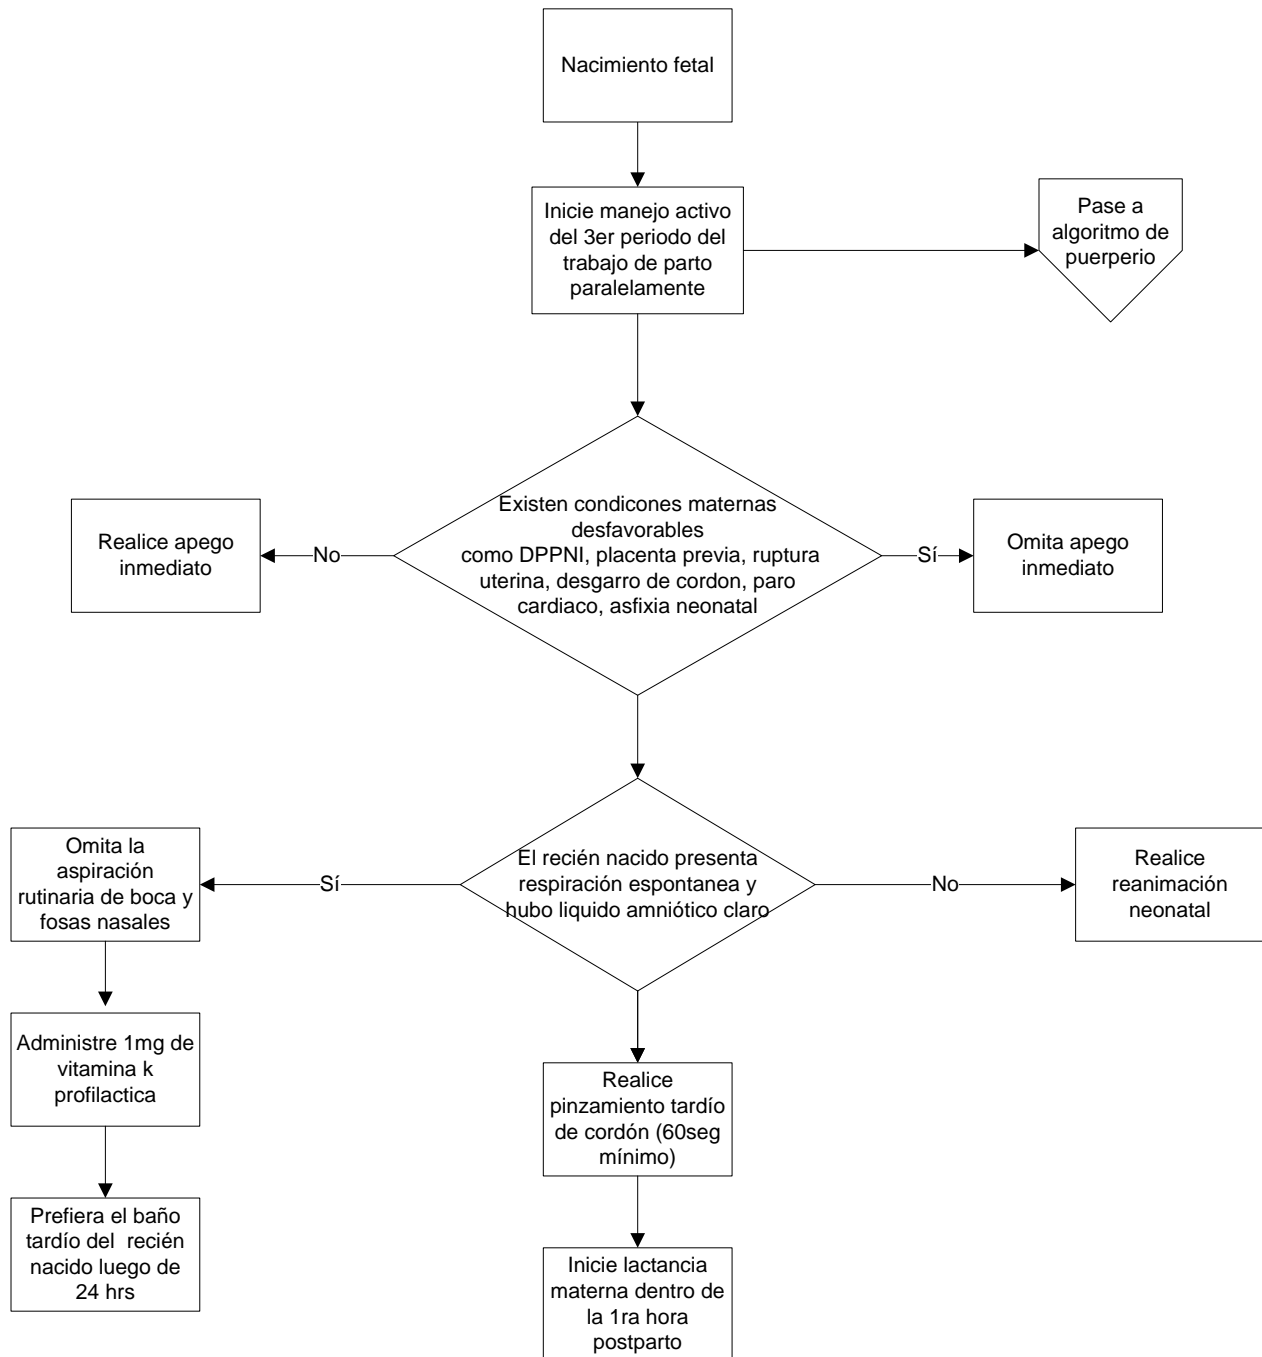 Nacimiento fetal
Inicie manejo activo
del 3er periodo del
trabajo de parto
paralelamente
Pase a
algoritmo de
puerperio
Existen condicones maternas
desfavorables
como DPPNI, placenta previa, ruptura
uterina, desgarro de cordon, paro
cardiaco, asfixia neonatal
No
Realice apego
inmediato
Sí
Omita apego
inmediato
El recién nacido presenta
respiración espontanea y
hubo liquido amniótico claro
Sí
Omita la
aspiración
rutinaria de boca y
fosas nasales
No
Realice
reanimación
neonatal
Administre 1mg de
vitamina k
profilactica
Realice
pinzamiento tardío
de cordón (60seg
mínimo)
Prefiera el baño
tardío del recién
nacido luego de
24 hrs
Inicie lactancia
materna dentro de
la 1ra hora
postparto